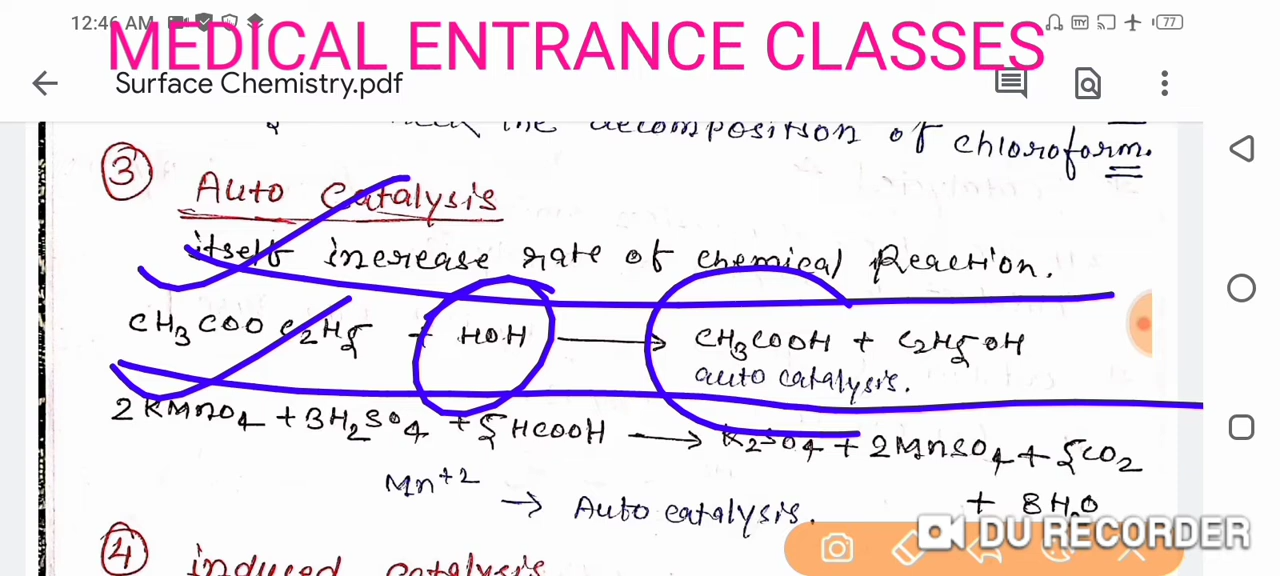 12:46 AM
77
MEDICAL ENTRANCE CLASSES
Surface Chemistry.pdf
the decomposition of chloroform.
3 Auto Catalysis
itself increase rate of chemical Reaction.
CH3COOC2H5 + HOH → CH3COOH + C2H5OH
auto catalysis.
2KMnO4 + 3H2SO4 + 5HCOOH → K2SO4 + 2MnSO4 + 5CO2
+ 8H2O
Mn+2 → Auto catalysis.
4 induced catalysis
DU RECORDER